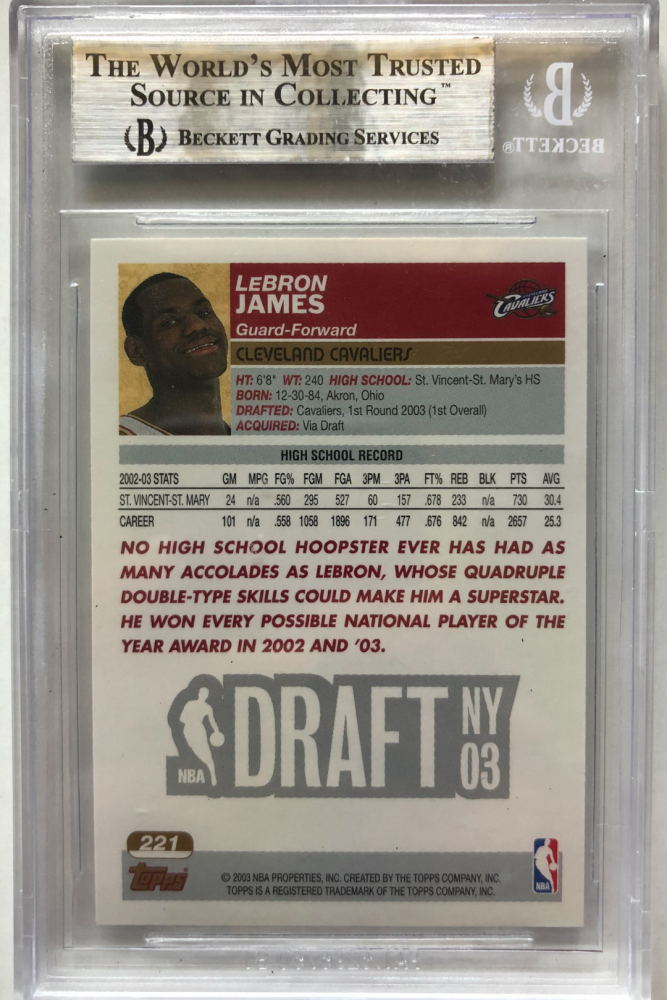 THE WORLD'S MOST TRUSTED
SOURCE IN COLLECTING™
B BECKETT GRADING SERVICES
B
BECKETT®
LEBRON
JAMES
Guard-Forward
CAVALIERS
CLEVELAND CAVALIERS
HT: 6'8" WT: 240 HIGH SCHOOL: St. Vincent-St. Mary's HS
BORN: 12-30-84, Akron, Ohio
DRAFTED: Cavaliers, 1st Round 2003 (1st Overall)
ACQUIRED: Via Draft
HIGH SCHOOL RECORD
2002-03 STATS GM MPG FG% FGM FGA 3PM 3PA FT% REB BLK PTS AVG
ST. VINCENT-ST. MARY 24 n/a .560 295 527 60 157 .678 233 n/a 730 30.4
CAREER 101 n/a .558 1058 1896 171 477 .676 842 n/a 2657 25.3
NO HIGH SCHOOL HOOPSTER EVER HAS HAD AS
MANY ACCOLADES AS LEBRON, WHOSE QUADRUPLE
DOUBLE-TYPE SKILLS COULD MAKE HIM A SUPERSTAR.
HE WON EVERY POSSIBLE NATIONAL PLAYER OF THE
YEAR AWARD IN 2002 AND '03.
NBA DRAFT NY
03
221
Topps
© 2003 NBA PROPERTIES, INC. CREATED BY THE TOPPS COMPANY, INC.
TOPPS IS A REGISTERED TRADEMARK OF THE TOPPS COMPANY, INC.
NBA